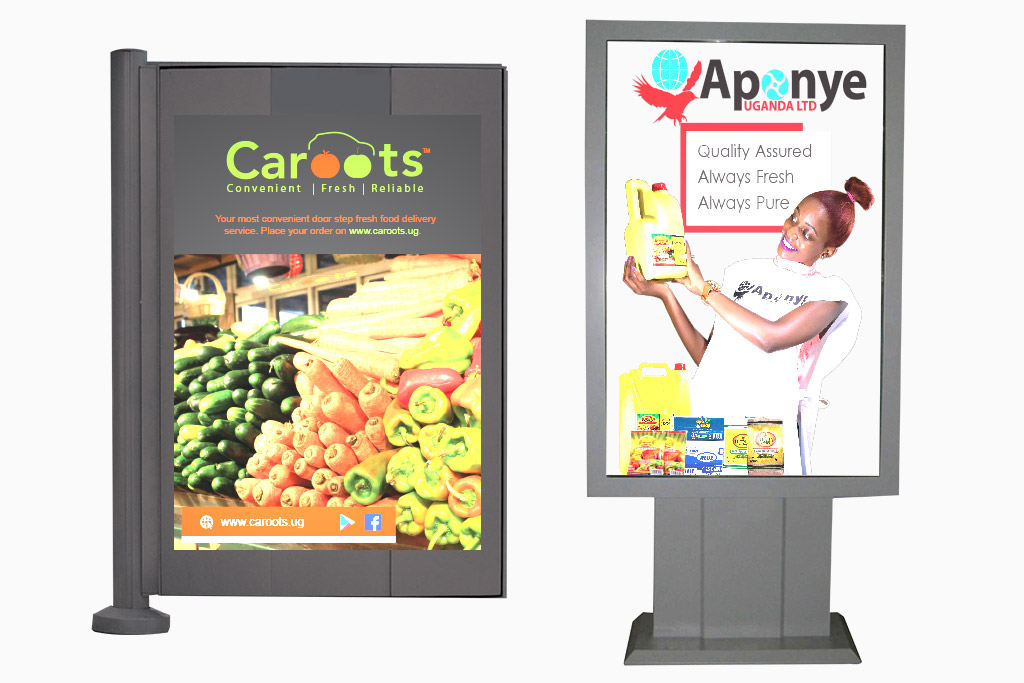 Caroots™
Convenient | Fresh | Reliable
Your most convenient door step fresh food delivery
service. Place your order on www.caroots.ug.
www.caroots.ug
Aponye
UGANDA LTD
Quality Assured
Always Fresh
Always Pure
Aponye